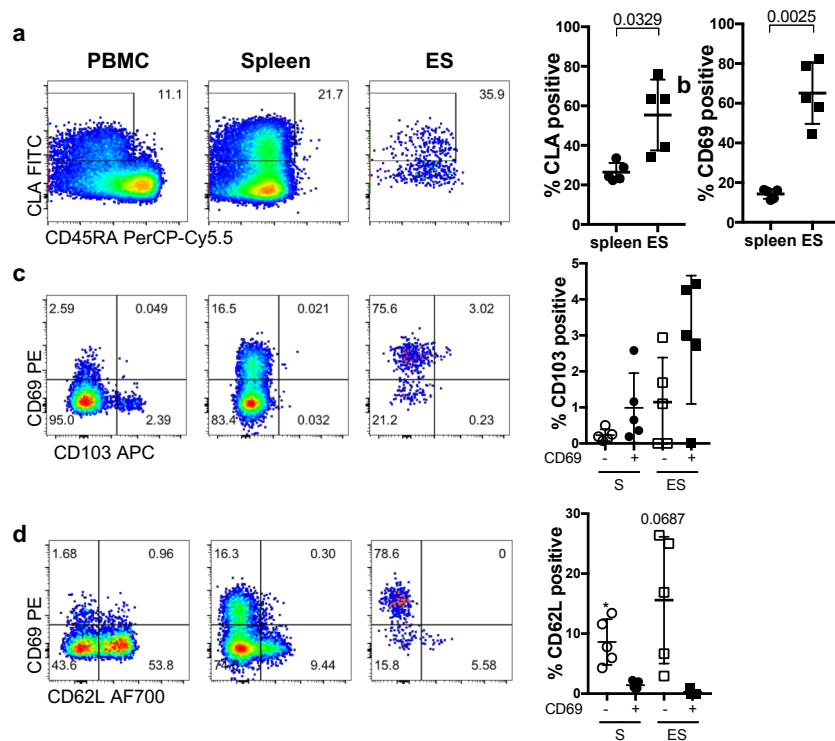 a
PBMC Spleen ES
11.1 21.7 35.9
CLA FITC
CD45RA PerCP-Cy5.5
0.0329
% CLA positive
100
80
60
40
20
0
spleen ES
b
0.0025
% CD69 positive
100
80
60
40
20
0
spleen ES
c
2.59 0.049 16.5 0.021 75.6 3.02
CD69 PE
95.0 2.39 83.4 0.032 21.2 0.23
CD103 APC
% CD103 positive
5
4
3
2
1
0
CD69 - + - +
S ES
d
1.68 0.96 16.3 0.30 78.6 0
CD69 PE
43.6 53.8 9.44 15.8 5.58
CD62L AF700
0.0687
% CD62L positive
30
20
10
0
*
CD69 - + - +
S ES